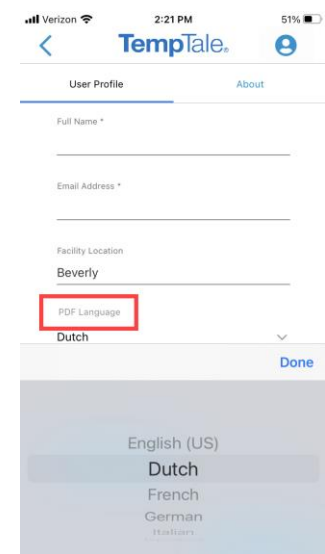 Verizon 2:21 PM 51%
TempTale®
User Profile About
Full Name *
Email Address *
Facility Location
Beverly
PDF Language
Dutch
Done
English (US)
Dutch
French
German
Italian